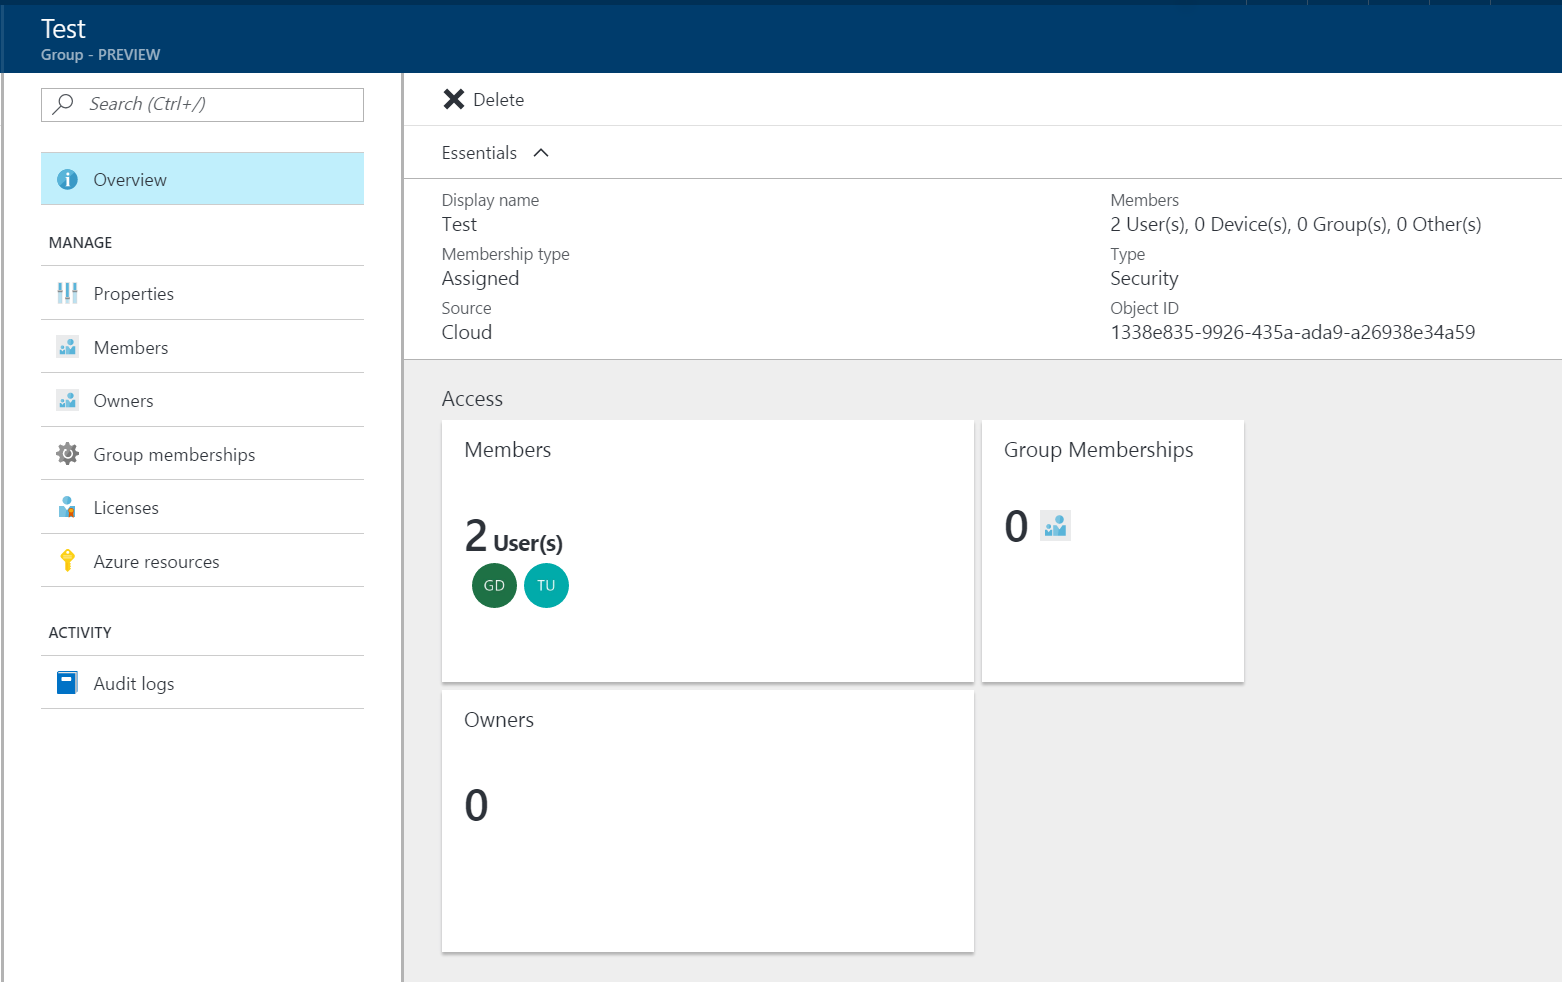 Test
Group - PREVIEW
Search (Ctrl+/)
Overview
MANAGE
Properties
Members
Owners
Group memberships
Licenses
Azure resources
ACTIVITY
Audit logs
Delete
Essentials
Display name
Test
Membership type
Assigned
Source
Cloud
Members
2 User(s), 0 Device(s), 0 Group(s), 0 Other(s)
Type
Security
Object ID
1338e835-9926-435a-ada9-a26938e34a59
Access
Members
2 User(s)
GD TU
Group Memberships
0
Owners
0